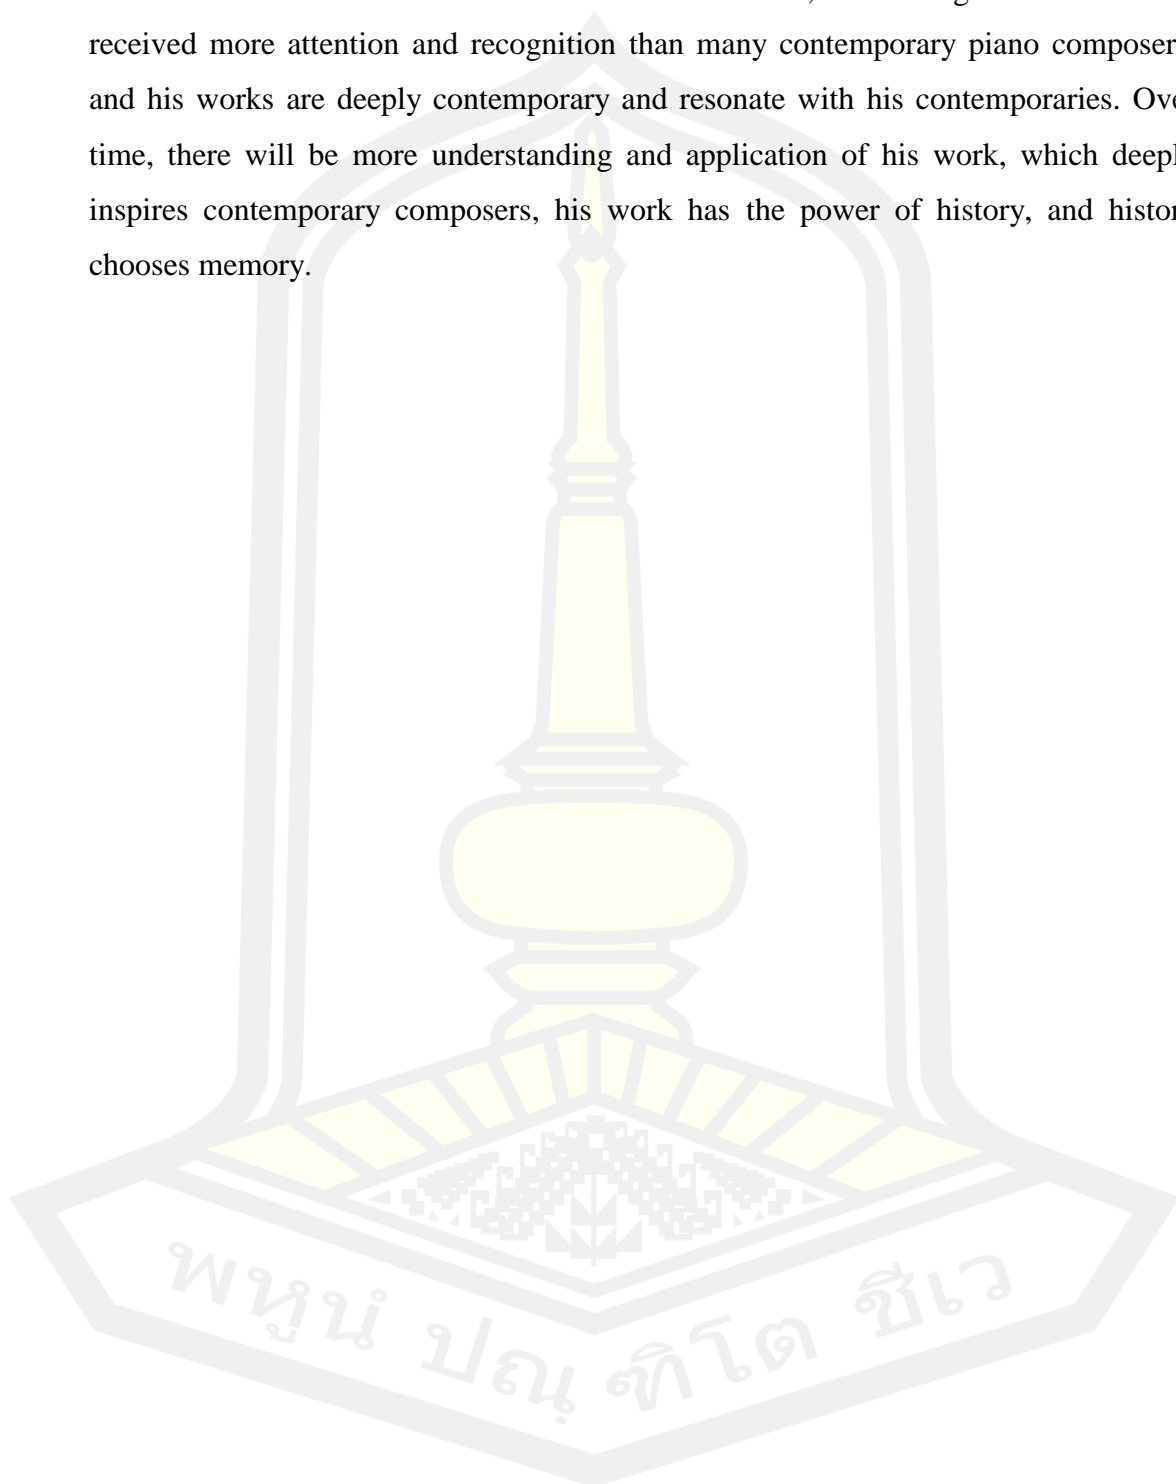 received more attention and recognition than many contemporary piano composer
and his works are deeply contemporary and resonate with his contemporaries. Ove
time, there will be more understanding and application of his work, which deepl
inspires contemporary composers, his work has the power of history, and histor
chooses memory.
พหูนํ ปณฺฑิโต ชีเว